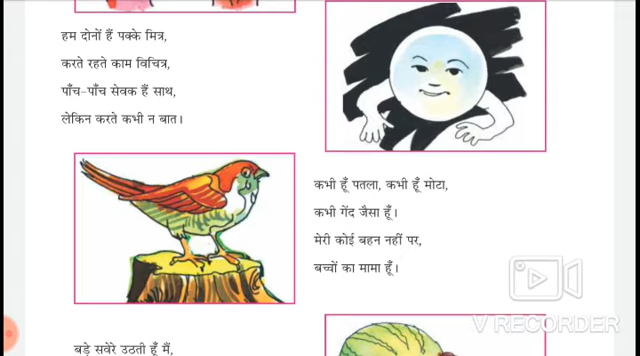 हम दोनों हैं पक्के मित्र,
करते रहते काम विचित्र,
पाँच-पाँच सेवक हैं साथ,
लेकिन करते कभी न बात।
कभी हूँ पतला, कभी हूँ मोटा,
कभी गेंद जैसा हूँ।
मेरी कोई बहन नहीं पर,
बच्चों का मामा हूँ।
बड़े सवेरे उठती हूँ मैं,
V RECORDER